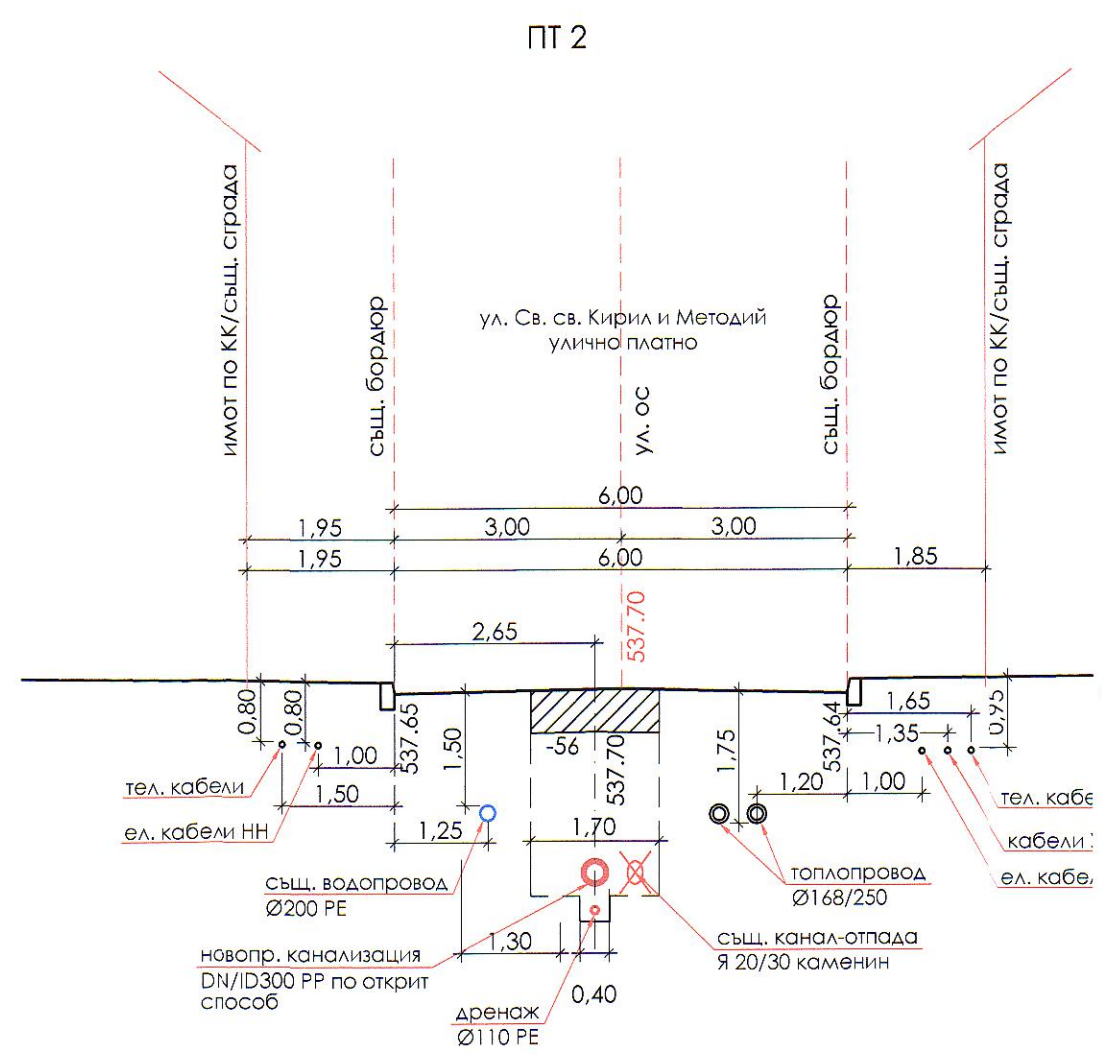 ПТ 2
имот по КК/същ. сграда
същ. бордюр
ул. Св. св. Кирил и Методий
улично платно
ул. ос
същ. бордюр
имот по КК/същ. сграда
6,00
1,95
3,00
3,00
1,95
6,00
1,85
2,65
537.70
0,80
0,80
537.65
1,50
-56
537.70
1,75
537.64
1,65
0,95
1,35
1,00
тел. кабели
1,50
1,20
1,00
тел. кабе
ел. кабели НН
1,25
1,70
кабели
същ. водопровод
Ø200 PE
топлопровод
Ø168/250
ел. кабе
новопр. канализация
DN/ID300 PP по открит
способ
1,30
същ. канал-отпада
Я 20/30 каменин
0,40
дренаж
Ø110 PE